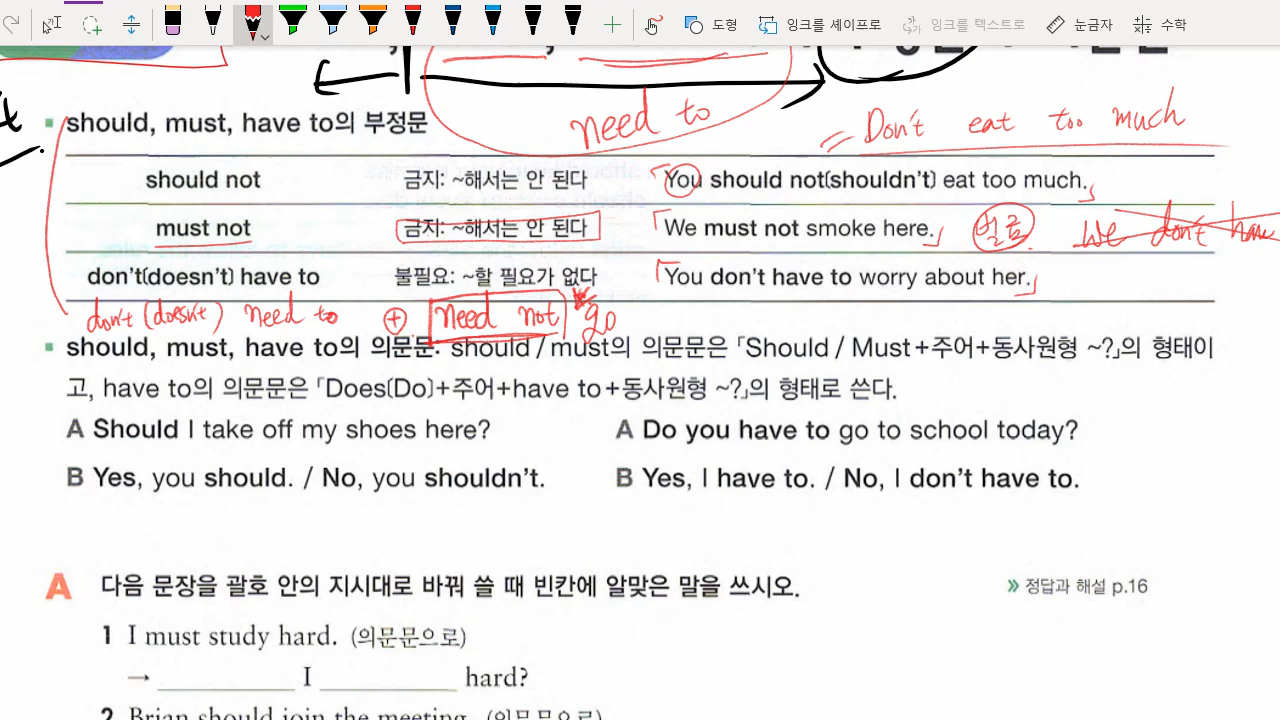 도형 잉크를 셰이프로 잉크를 텍스트로 눈금자 수학
need to
= Don't eat too much
should, must, have to의 부정문
should not 금지: ~해서는 안 된다 「You should not(shouldn't) eat too much.」
must not 금지: ~해서는 안 된다 「We must not smoke here.」 벌금 We don't have
don't(doesn't) have to 불필요: ~할 필요가 없다 「You don't have to worry about her.」
don't (doesn't) need to + need not go
should, must, have to의 의문문: should / must의 의문문은 「Should / Must+주어+동사원형 ~?」의 형태이
고, have to의 의문문은 「Does(Do)+주어+have to+동사원형 ~?」의 형태로 쓴다.
A Should I take off my shoes here? A Do you have to go to school today?
B Yes, you should. / No, you shouldn't. B Yes, I have to. / No, I don't have to.
A 다음 문장을 괄호 안의 지시대로 바꿔 쓸 때 빈칸에 알맞은 말을 쓰시오. » 정답과 해설 p.16
1 I must study hard. (의문문으로)
→ ________ I ________ hard?
2 Brian should join the meeting. (의문문으로)